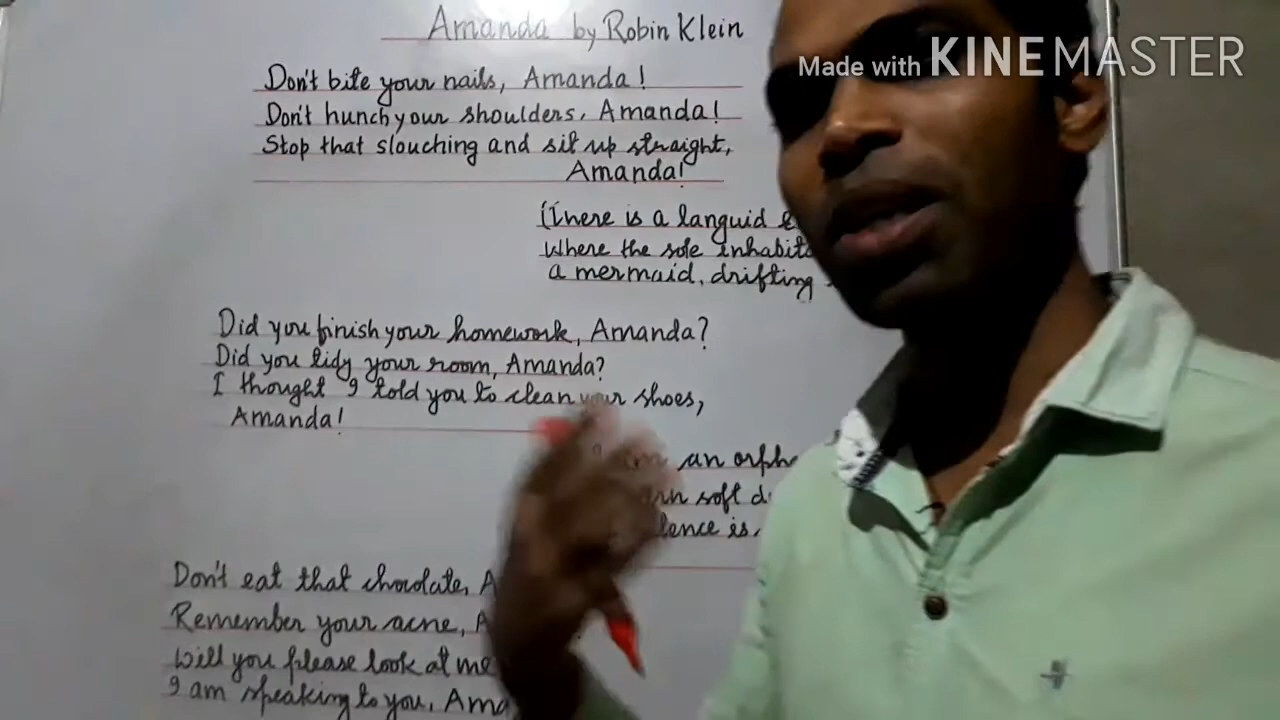 Amanda by Robin Klein
Made with KINEMASTER
Don't bite your nails, Amanda!
Don't hunch your shoulders, Amanda!
Stop that slouching and sit up straight,
Amanda!
(There is a languid
Where the sole
a mermaid, drifting
Did you finish your homework, Amanda?
Did you tidy your room, Amanda?
I thought I told you to clean your shoes,
Amanda!
am an
soft
is
Don't eat that chocolate, A
Remember your acne, A
Will you please look at me
I am speaking to you, Ama